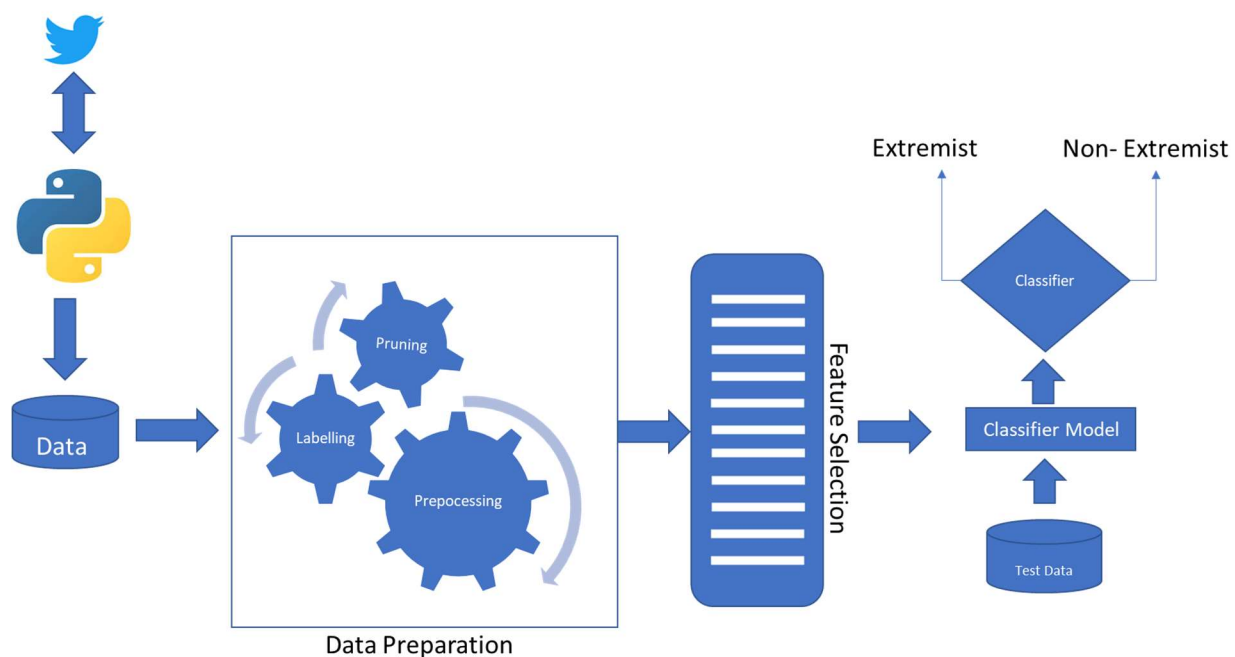 Extremist
Non- Extremist
Classifier
Pruning
Labelling
Prepocessing
Data
Feature Selection
Classifier Model
Test Data
Data Preparation